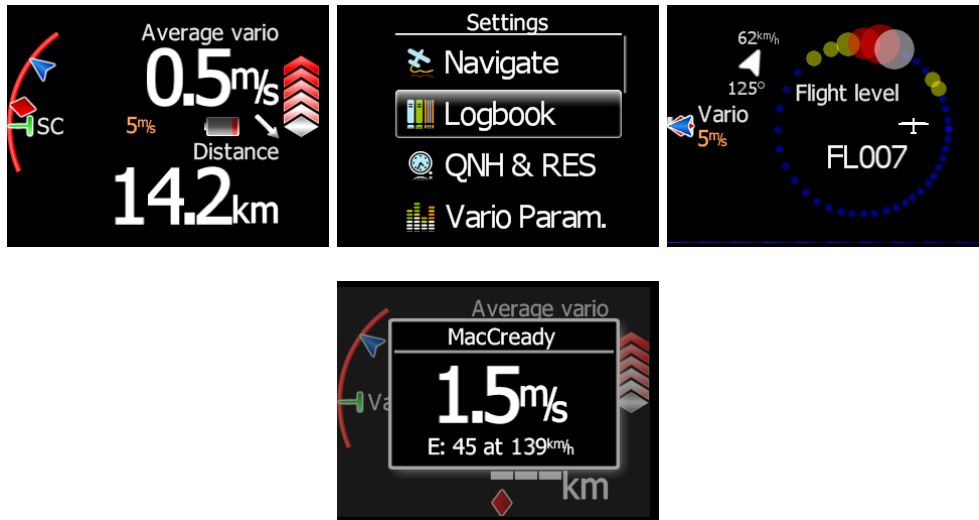 Average vario
0.5m/s
SC
5m/s
Distance
14.2km
Settings
Navigate
Logbook
QNH & RES
Vario Param.
62km/h
125°
Flight level
Vario
5m/s
FL007
Average vario
MacCready
1.5m/s
Va
E: 45 at 139km/h
km